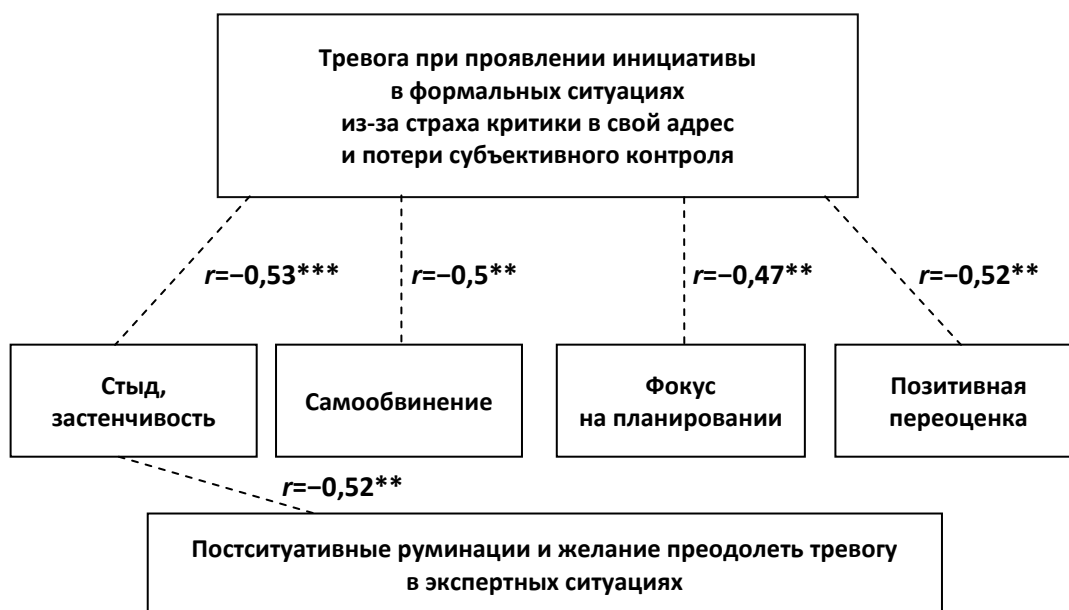 Тревога при проявлении инициативы
в формальных ситуациях
из-за страха критики в свой адрес
и потери субъективного контроля
r=−0,53***
r=−0,5**
r=−0,47**
r=−0,52**
Стыд,
застенчивость
Самообвинение
Фокус
на планировании
Позитивная
переоценка
r=−0,52**
Постситуативные руминации и желание преодолеть тревогу
в экспертных ситуациях